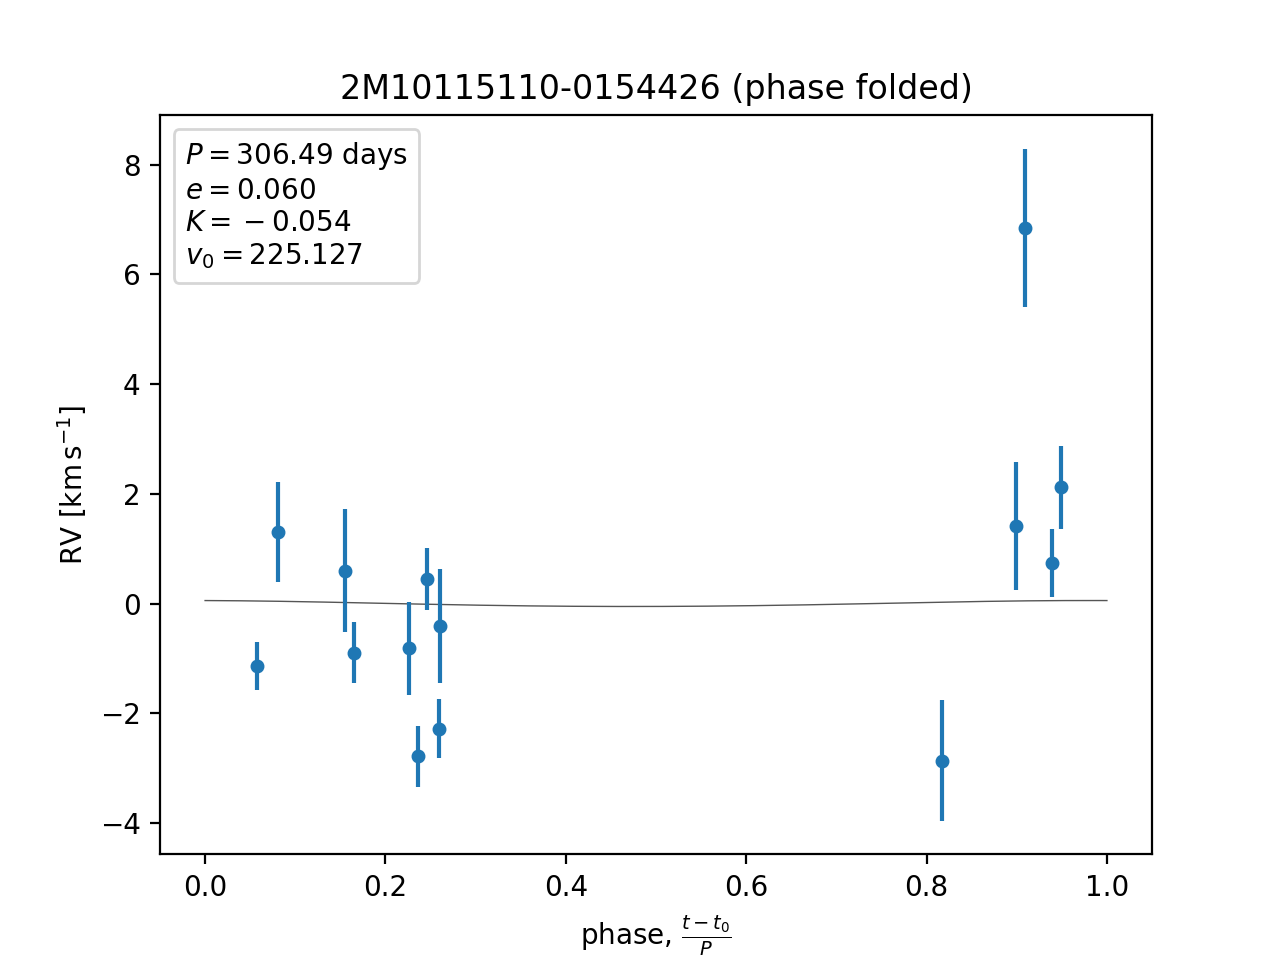 2M10115110-0154426 (phase folded)
P = 306.49 days
e = 0.060
K = − 0.054
v₀ = 225.127
8
6
4
2
0
−2
−4
RV [km s⁻¹]
0.0 0.2 0.4 0.6 0.8 1.0
phase, (t − t₀)/P